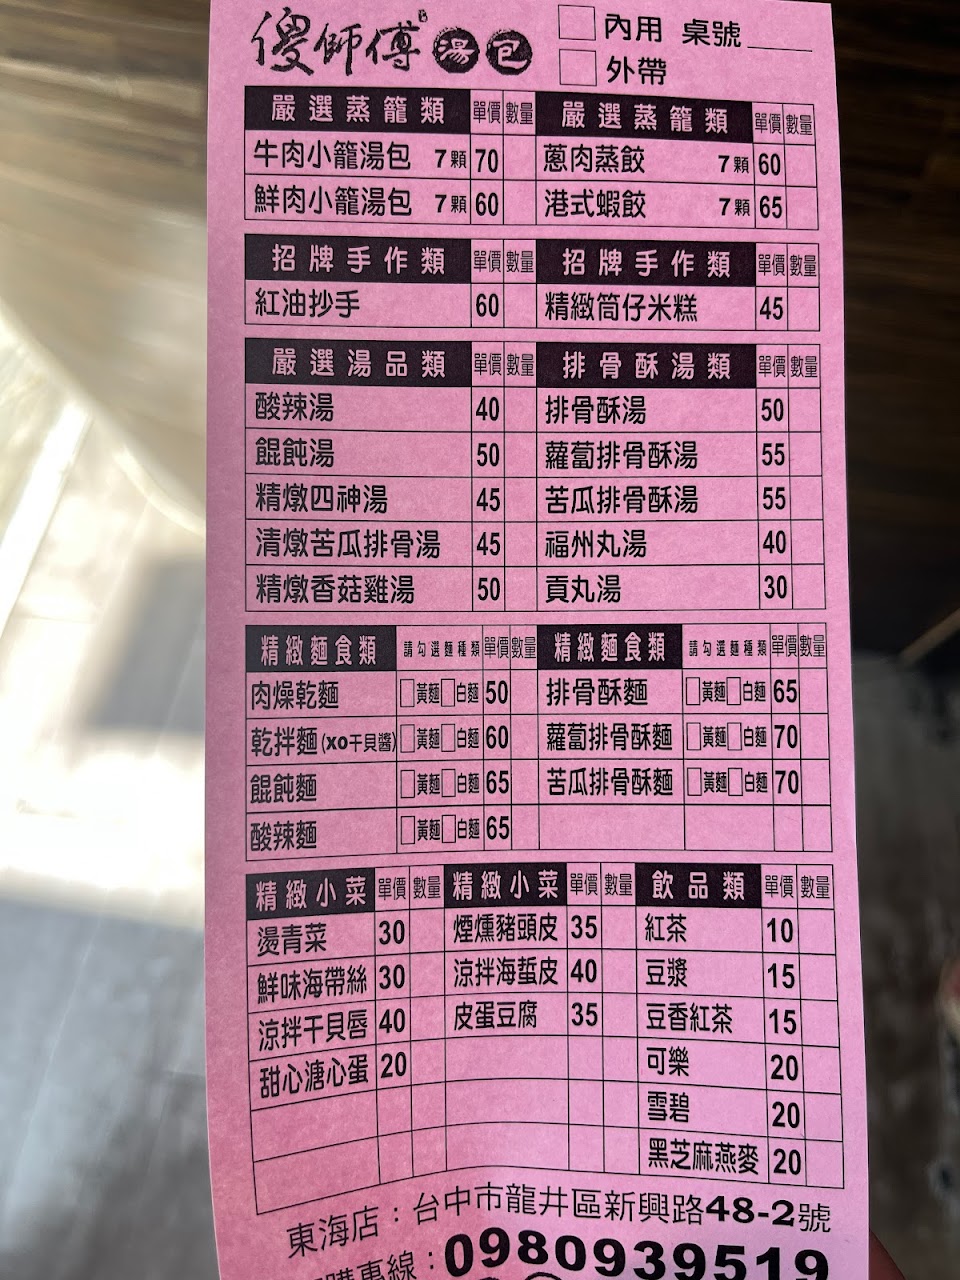 傻師傅湯包
內用 桌號
外帶
嚴選蒸籠類 單價 數量 嚴選蒸籠類 單價 數量
牛肉小籠湯包 7顆 70 蔥肉蒸餃 7顆 60
鮮肉小籠湯包 7顆 60 港式蝦餃 7顆 65
招牌手作類 單價 數量 招牌手作類 單價 數量
紅油抄手 60 精緻筒仔米糕 45
嚴選湯品類 單價 數量 排骨酥湯類 單價 數量
酸辣湯 40 排骨酥湯 50
餛飩湯 50 蘿蔔排骨酥湯 55
精燉四神湯 45 苦瓜排骨酥湯 55
清燉苦瓜排骨湯 45 福州丸湯 40
精燉香菇雞湯 50 貢丸湯 30
精緻麵食類 請勾選麵種類 單價 數量 精緻麵食類 請勾選麵種類 單價 數量
肉燥乾麵 黃麵 白麵 50 排骨酥麵 黃麵 白麵 65
乾拌麵(XO干貝醬) 黃麵 白麵 60 蘿蔔排骨酥麵 黃麵 白麵 70
餛飩麵 黃麵 白麵 65 苦瓜排骨酥麵 黃麵 白麵 70
酸辣麵 黃麵 白麵 65
精緻小菜 單價 數量 精緻小菜 單價 數量 飲品類 單價 數量
燙青菜 30 煙燻豬頭皮 35 紅茶 10
鮮味海帶絲 30 涼拌海蜇皮 40 豆漿 15
涼拌干貝唇 40 皮蛋豆腐 35 豆香紅茶 15
甜心溏心蛋 20 可樂 20
雪碧 20
黑芝麻燕麥 20
東海店：台中市龍井區新興路48-2號
購專線：0980939519